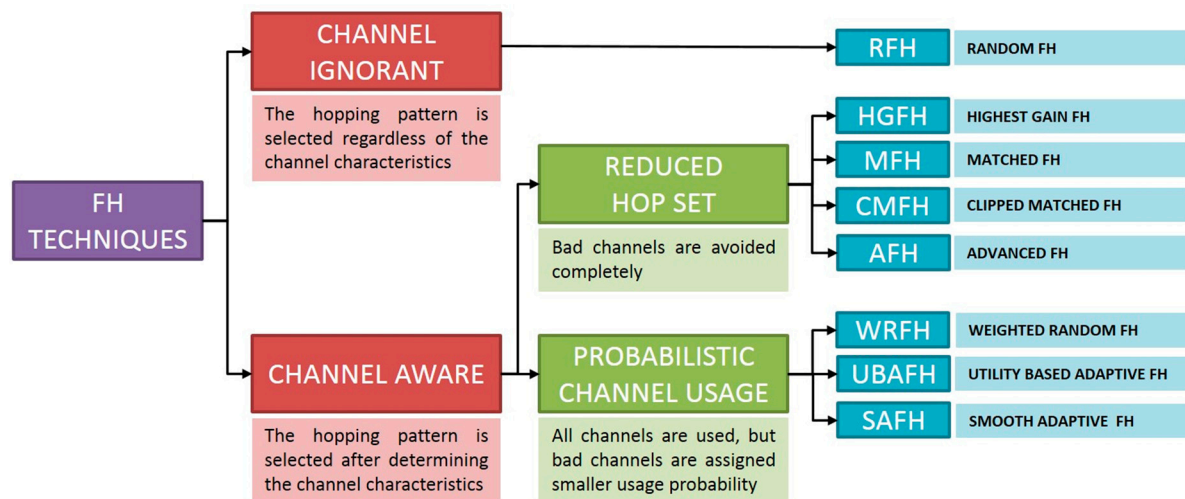 FH
TECHNIQUES
CHANNEL
IGNORANT
The hopping pattern is
selected regardless of the
channel characteristics
CHANNEL AWARE
The hopping pattern is
selected after determining
the channel characteristics
REDUCED
HOP SET
Bad channels are avoided
completely
PROBABILISTIC
CHANNEL USAGE
All channels are used, but
bad channels are assigned
smaller usage probability
RFH RANDOM FH
HGFH HIGHEST GAIN FH
MFH MATCHED FH
CMFH CLIPPED MATCHED FH
AFH ADVANCED FH
WRFH WEIGHTED RANDOM FH
UBAFH UTILITY BASED ADAPTIVE FH
SAFH SMOOTH ADAPTIVE FH